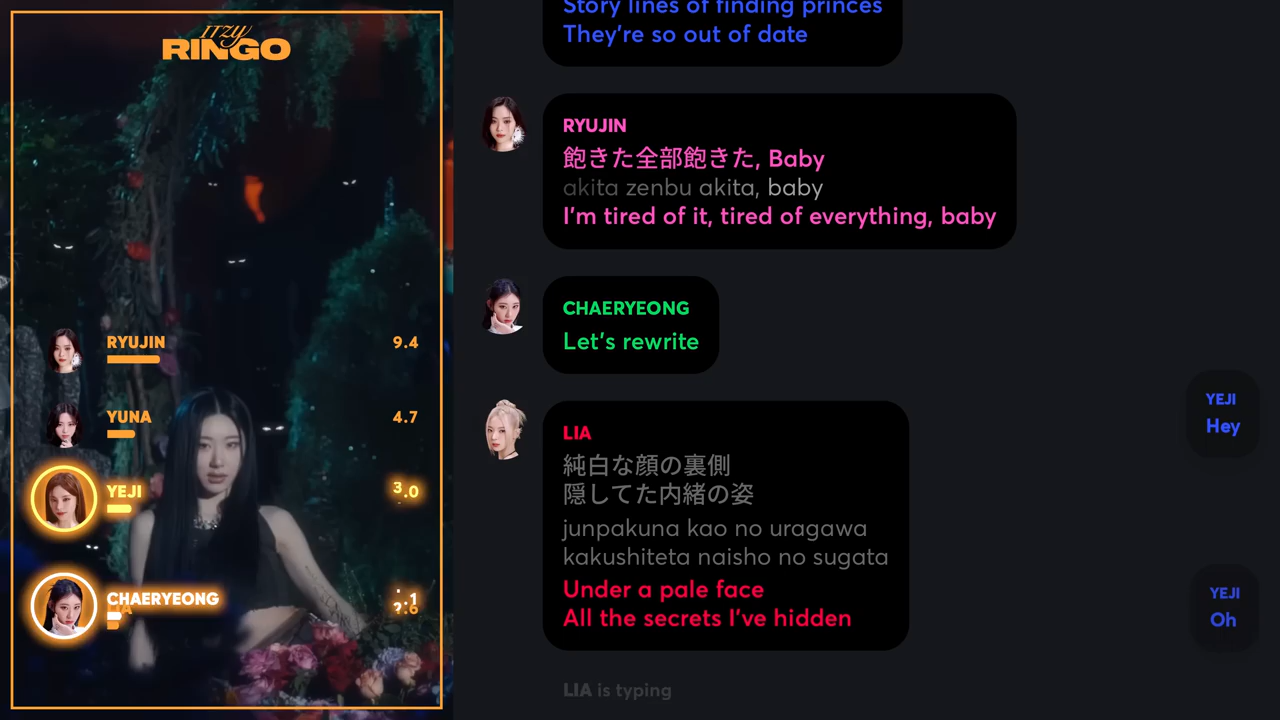 ITZY
RINGO
RYUJIN
9.4
YUNA
4.7
YEJI
3.0
CHAERYEONG
Story lines of finding princes
They're so out of date
RYUJIN
飽きた全部飽きた, Baby
akita zenbu akita, baby
I'm tired of it, tired of everything, baby
CHAERYEONG
Let's rewrite
LIA
純白な顔の裏側
隠してた内緒の姿
junpakuna kao no uragawa
kakushiteta naisho no sugata
Under a pale face
All the secrets I've hidden
LIA is typing
YEJI
Hey
YEJI
Oh